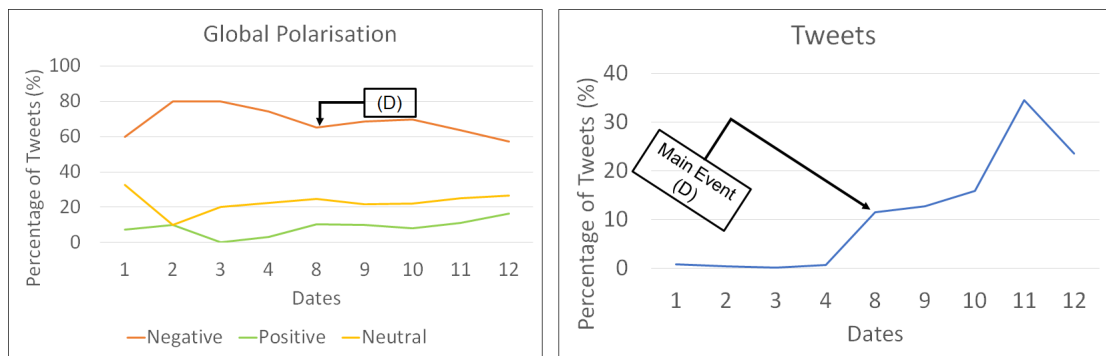 Global Polarisation
Percentage of Tweets (%)
100
80
60
40
20
0
(D)
1 2 3 4 8 9 10 11 12
Dates
Negative Positive Neutral
Tweets
Percentage of Tweets (%)
40
30
20
10
0
Main Event
(D)
1 2 3 4 8 9 10 11 12
Dates